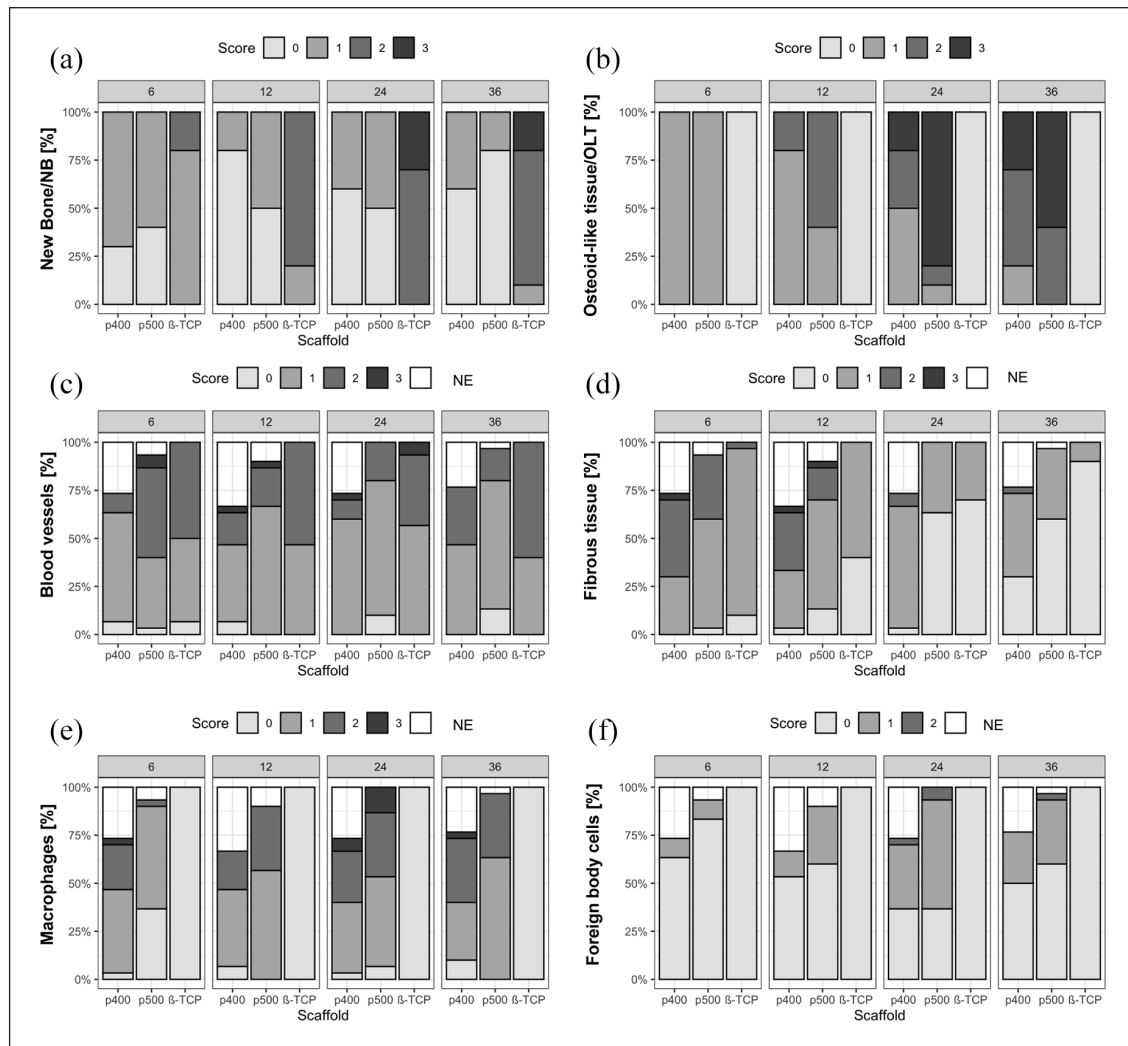 (a)
Score 0 1 2 3
6 12 24 36
New Bone/NB [%]
100%
75%
50%
25%
0%
p400 p500 ß-TCP p400 p500 ß-TCP p400 p500 ß-TCP p400 p500 ß-TCP
Scaffold
(b)
Score 0 1 2 3
6 12 24 36
Osteoid-like tissue/OLT [%]
100%
75%
50%
25%
0%
p400 p500 ß-TCP p400 p500 ß-TCP p400 p500 ß-TCP p400 p500 ß-TCP
Scaffold
(c)
Score 0 1 2 3 NE
6 12 24 36
Blood vessels [%]
100%
75%
50%
25%
0%
p400 p500 ß-TCP p400 p500 ß-TCP p400 p500 ß-TCP p400 p500 ß-TCP
Scaffold
(d)
Score 0 1 2 3 NE
6 12 24 36
Fibrous tissue [%]
100%
75%
50%
25%
0%
p400 p500 ß-TCP p400 p500 ß-TCP p400 p500 ß-TCP p400 p500 ß-TCP
Scaffold
(e)
Score 0 1 2 3 NE
6 12 24 36
Macrophages [%]
100%
75%
50%
25%
0%
p400 p500 ß-TCP p400 p500 ß-TCP p400 p500 ß-TCP p400 p500 ß-TCP
Scaffold
(f)
Score 0 1 2 NE
6 12 24 36
Foreign body cells [%]
100%
75%
50%
25%
0%
p400 p500 ß-TCP p400 p500 ß-TCP p400 p500 ß-TCP p400 p500 ß-TCP
Scaffold